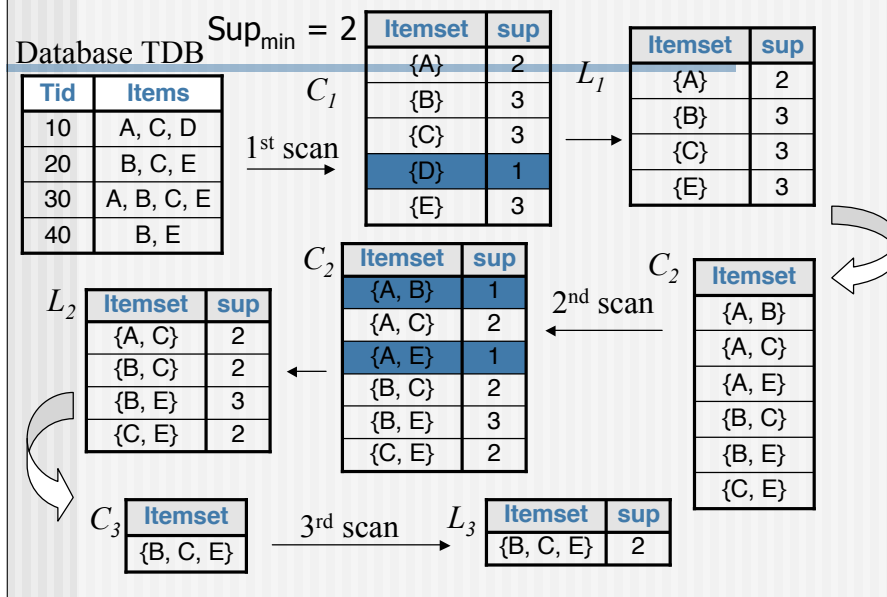 Sup_min = 2
Database TDB
Tid Items
10 A, C, D
20 B, C, E
30 A, B, C, E
40 B, E
1st scan
C1
Itemset sup
{A} 2
{B} 3
{C} 3
{D} 1
{E} 3
L1
Itemset sup
{A} 2
{B} 3
{C} 3
{E} 3
C2
Itemset
{A, B}
{A, C}
{A, E}
{B, C}
{B, E}
{C, E}
2nd scan
C2
Itemset sup
{A, B} 1
{A, C} 2
{A, E} 1
{B, C} 2
{B, E} 3
{C, E} 2
L2
Itemset sup
{A, C} 2
{B, C} 2
{B, E} 3
{C, E} 2
C3
Itemset
{B, C, E}
3rd scan
L3
Itemset sup
{B, C, E} 2